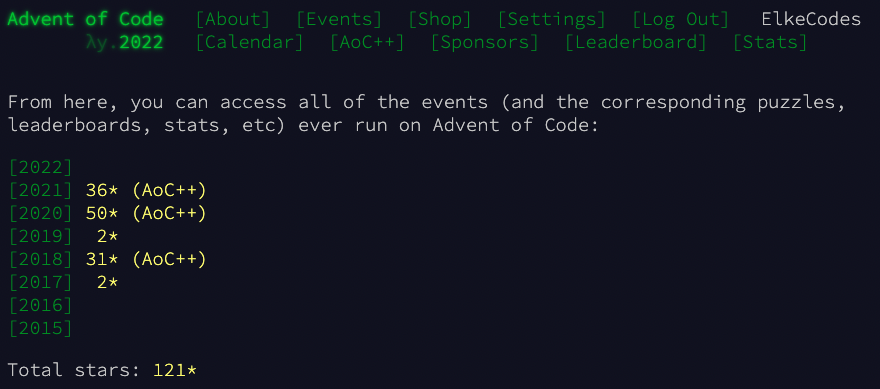 Advent of Code [About] [Events] [Shop] [Settings] [Log Out] ElkeCodes
λy.2022 [Calendar] [AoC++] [Sponsors] [Leaderboard] [Stats]
From here, you can access all of the events (and the corresponding puzzles,
leaderboards, stats, etc) ever run on Advent of Code:
[2022]
[2021] 36* (AoC++)
[2020] 50* (AoC++)
[2019] 2*
[2018] 31* (AoC++)
[2017] 2*
[2016]
[2015]
Total stars: 121*